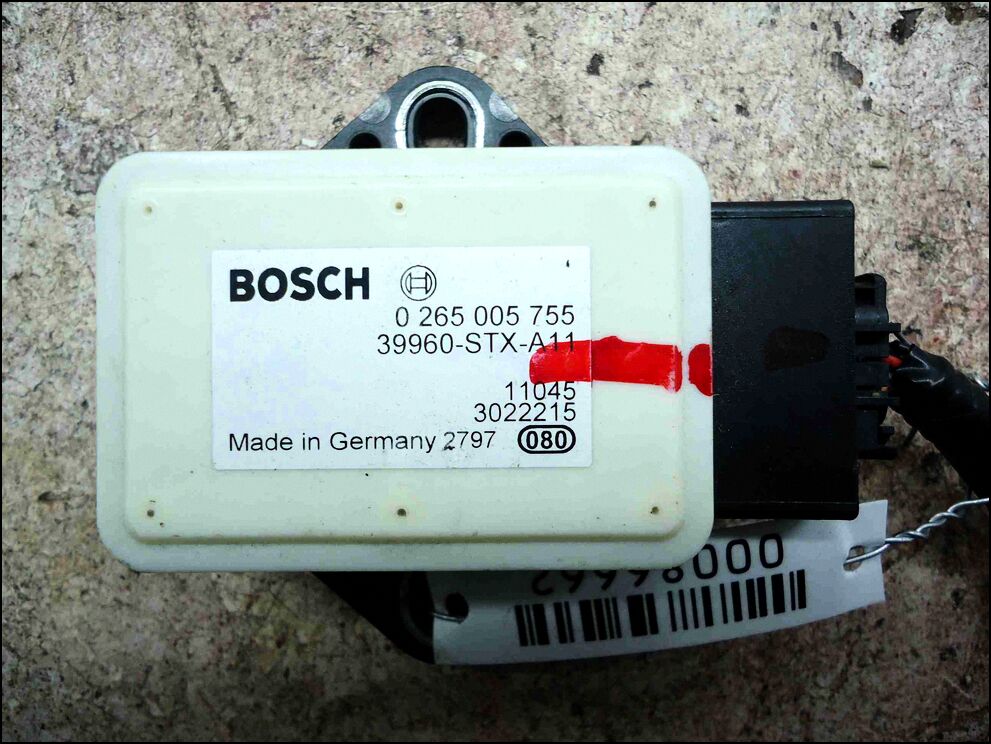 BOSCH
0 265 005 755
39960-STX-A11
11045
3022215
Made in Germany 2797 080